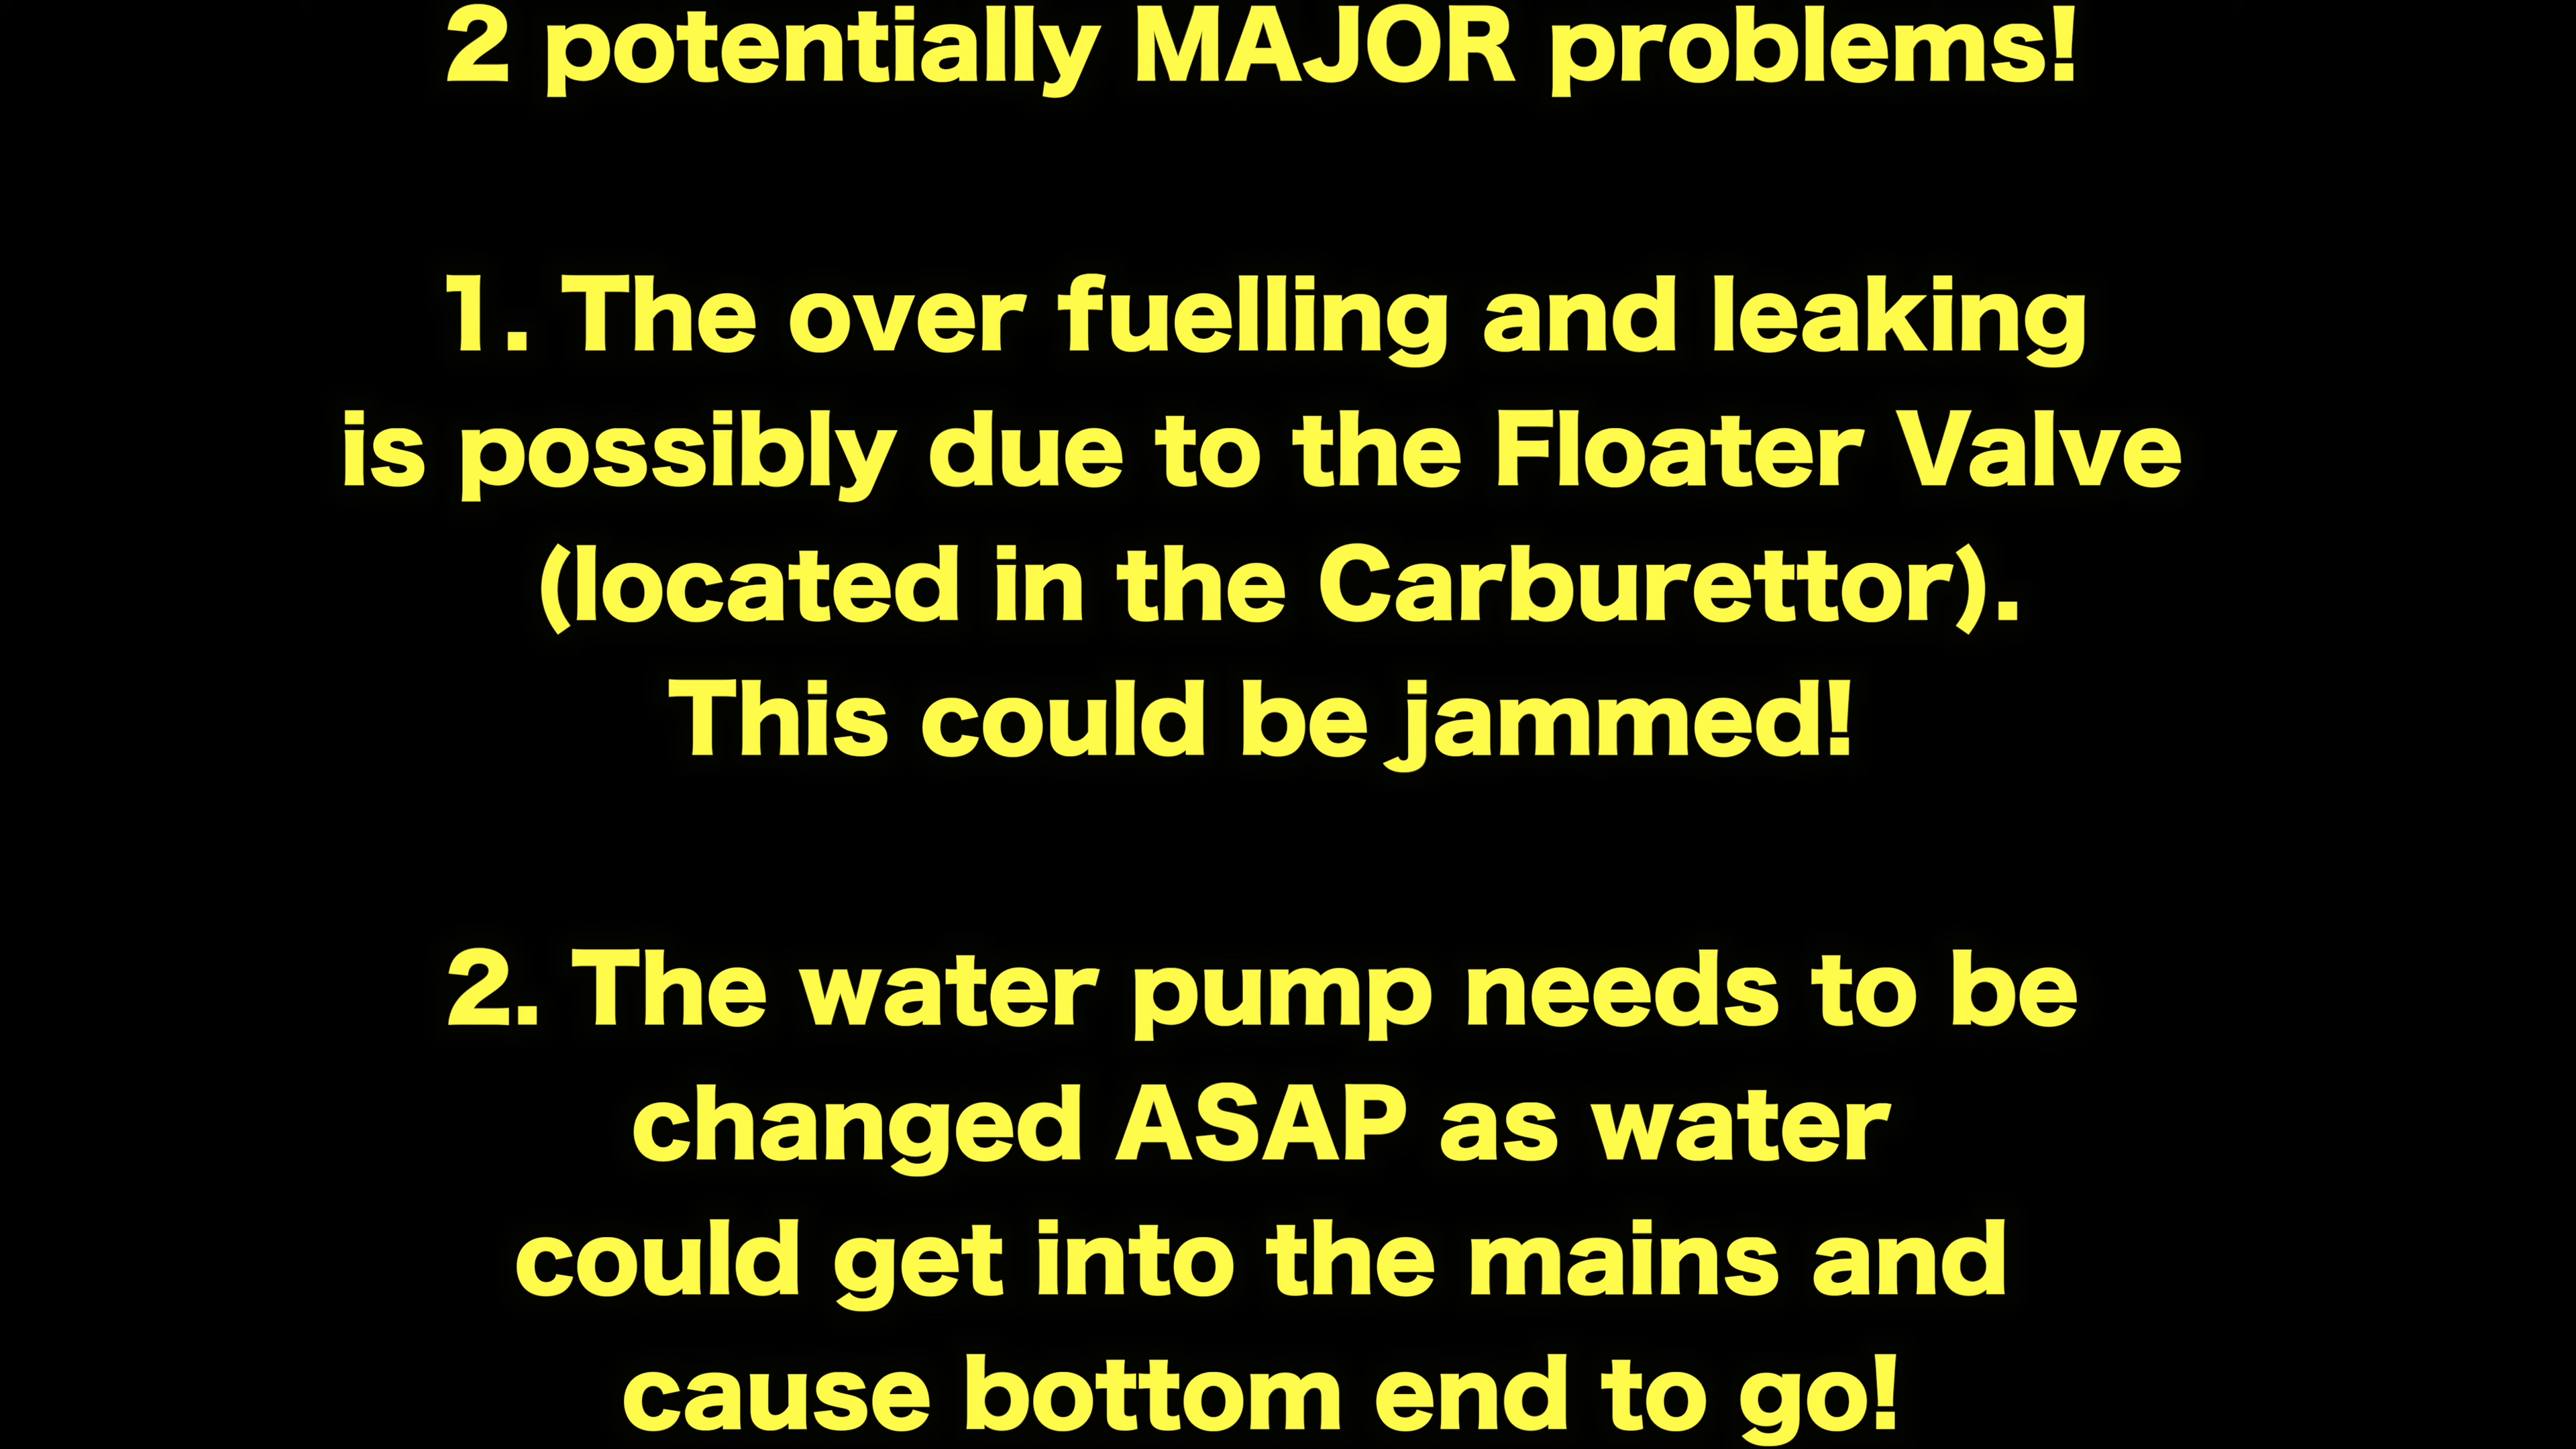 2 potentially MAJOR problems!
1. The over fuelling and leaking
is possibly due to the Floater Valve
(located in the Carburettor).
This could be jammed!
2. The water pump needs to be
changed ASAP as water
could get into the mains and
cause bottom end to go!